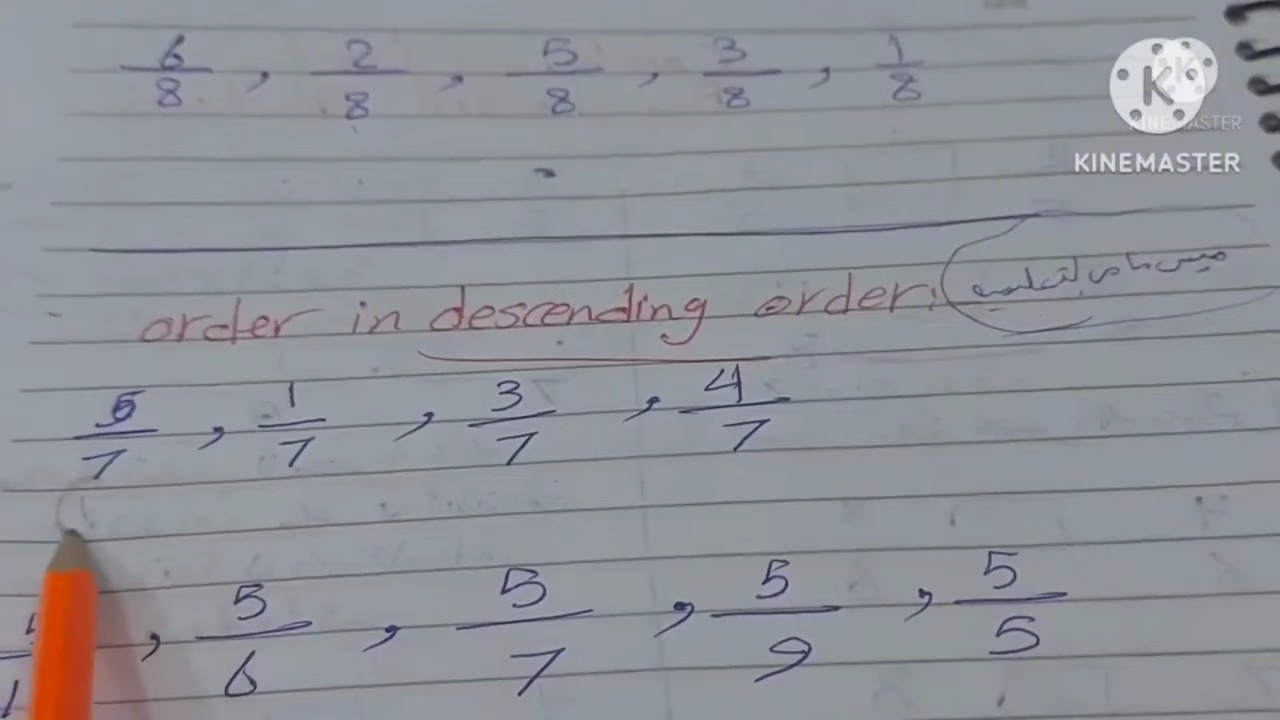 6/8 , 2/8 , 5/8 , 3/8 , 1/8
KINEMASTER
KINEMASTER
order in descending order.
5/7 , 1/7 , 3/7 , 4/7
, 5/6 , 5/7 , 5/9 , 5/5